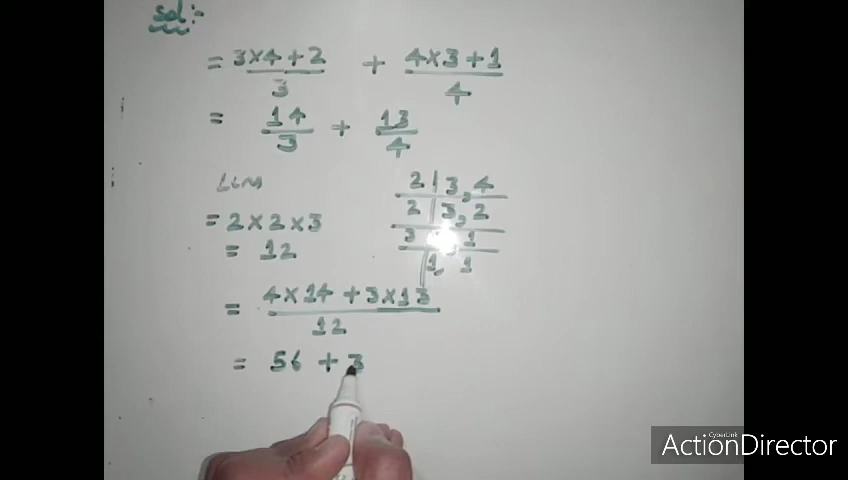 Sol:-
= 3×4+2/3 + 4×3+1/4
= 14/3 + 13/4
LCM
2 | 3, 4
2 | 3, 2
= 2×2×3
3 | 1
= 12
1, 1
= 4×14 + 3×13/12
= 56 + 3
CyberLink
ActionDirector